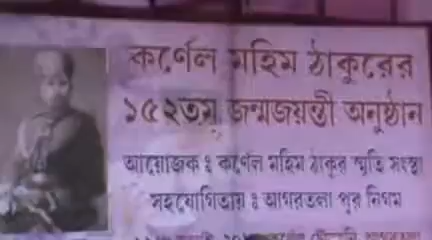 কর্ণেল মহিম ঠাকুরের
১৫২তম জন্মজয়ন্তী অনুষ্ঠান
আয়োজক ঃ কর্ণেল মহিম ঠাকুর স্মৃতি সংস্থা
সহযোগিতায় ঃ আগরতলা পুর নিগম